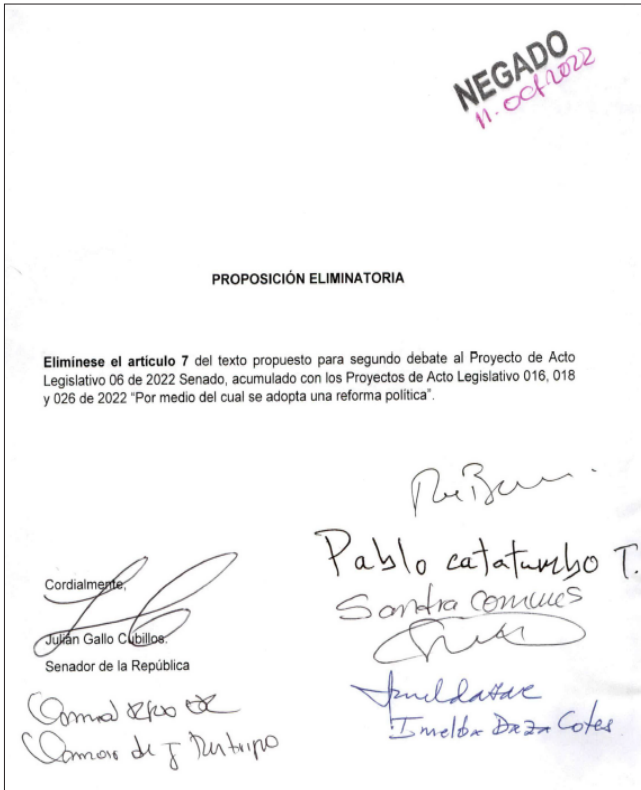 NEGADO
11. oct 2022
PROPOSICIÓN ELIMINATORIA
Elimínese el artículo 7 del texto propuesto para segundo debate al Proyecto de Acto
Legislativo 06 de 2022 Senado, acumulado con los Proyectos de Acto Legislativo 016, 018
y 026 de 2022 “Por medio del cual se adopta una reforma política”.
Pablo catatumbo T.
Sandra comunes
Cordialmente,
Julián Gallo Cubillos.
Senador de la República
Imelda Daza Cotes
de J Restrepo